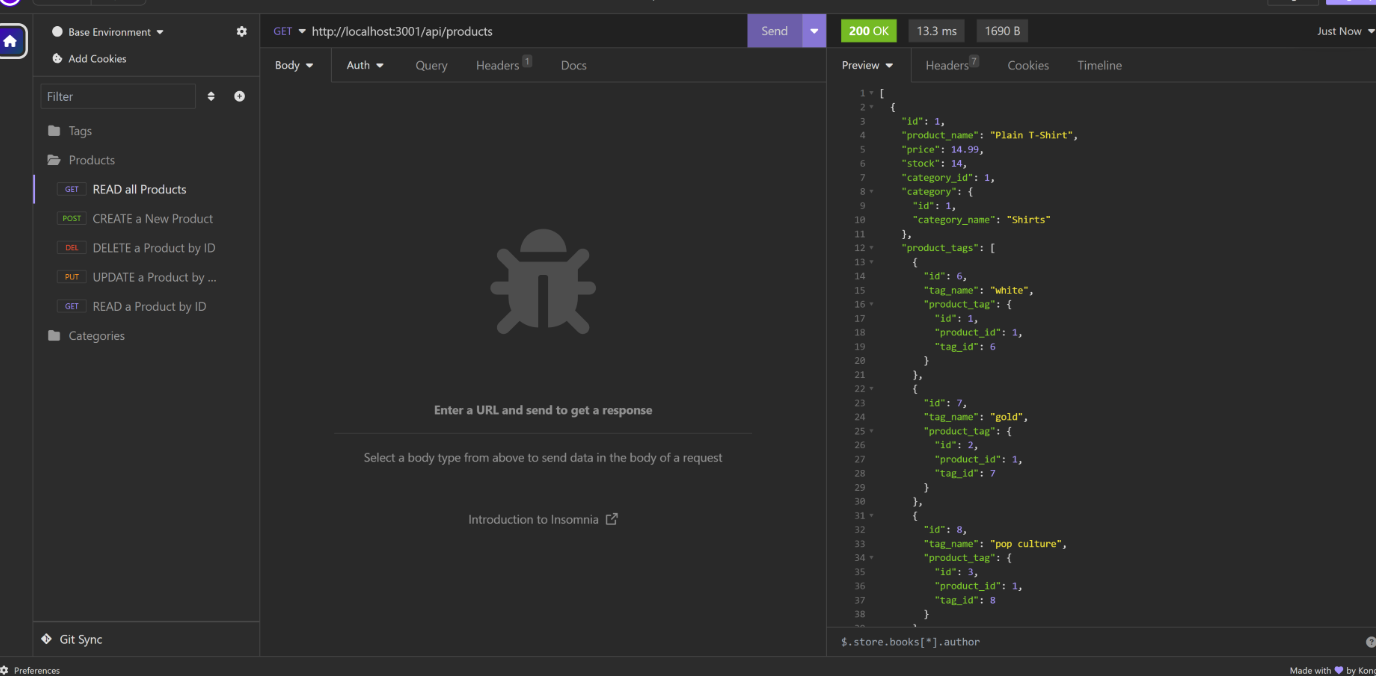 Base Environment
Add Cookies
Filter
Tags
Products
GET READ all Products
POST CREATE a New Product
DEL DELETE a Product by ID
PUT UPDATE a Product by ...
GET READ a Product by ID
Categories
Git Sync
Preferences
GET http://localhost:3001/api/products
Send
Body Auth Query Headers 1 Docs
Enter a URL and send to get a response
Select a body type from above to send data in the body of a request
Introduction to Insomnia
200 OK 13.3 ms 1690 B Just Now
Preview Headers 7 Cookies Timeline
1 [
2 {
3 "id": 1,
4 "product_name": "Plain T-Shirt",
5 "price": 14.99,
6 "stock": 14,
7 "category_id": 1,
8 "category": {
9 "id": 1,
10 "category_name": "Shirts"
11 },
12 "product_tags": [
13 {
14 "id": 6,
15 "tag_name": "white",
16 "product_tag": {
17 "id": 1,
18 "product_id": 1,
19 "tag_id": 6
20 }
21 },
22 {
23 "id": 7,
24 "tag_name": "gold",
25 "product_tag": {
26 "id": 2,
27 "product_id": 1,
28 "tag_id": 7
29 }
30 },
31 {
32 "id": 8,
33 "tag_name": "pop culture",
34 "product_tag": {
35 "id": 3,
36 "product_id": 1,
37 "tag_id": 8
38 }
$.store.books[*].author
Made with 💜 by Kong